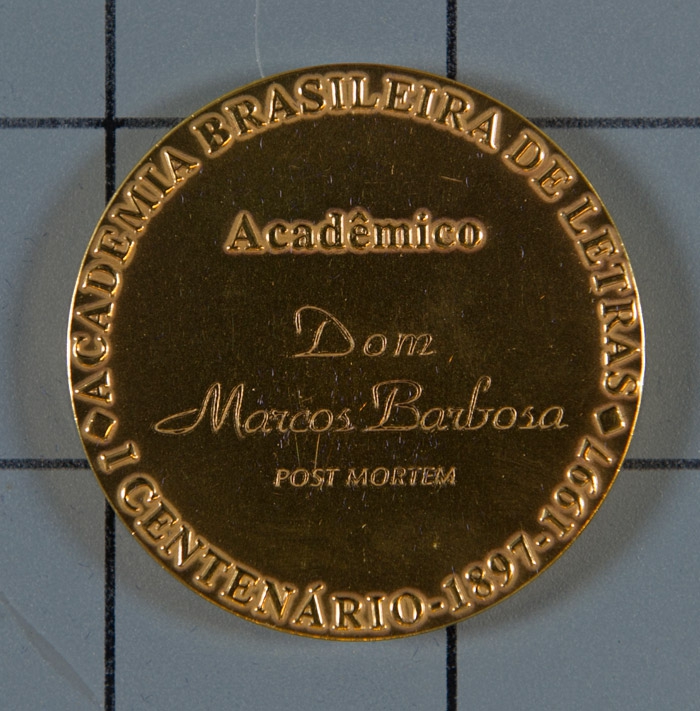 ACADEMIA BRASILEIRA DE LETRAS
Acadêmico
Dom
Marcos Barbosa
POST MORTEM
I CENTENÁRIO-1897-1997